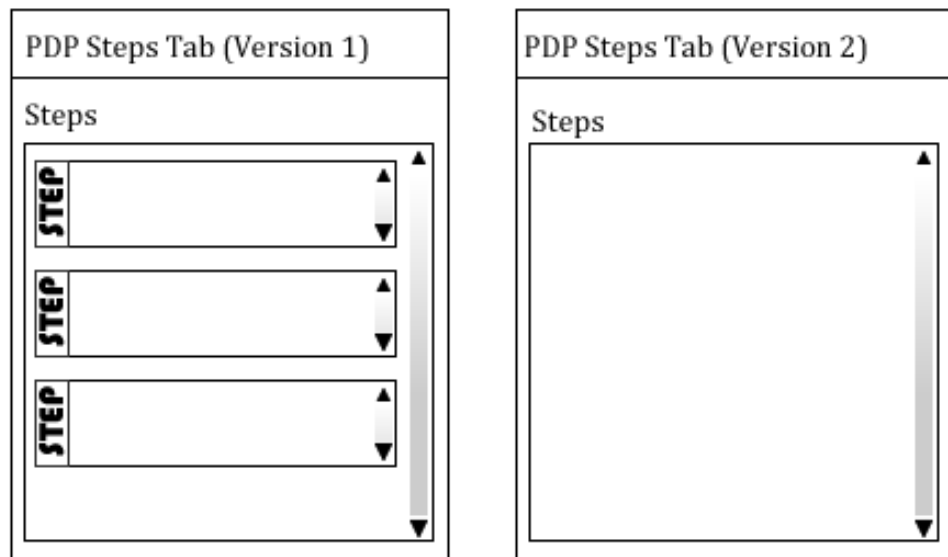 PDP Steps Tab (Version 1)
Steps
STEP
STEP
STEP
PDP Steps Tab (Version 2)
Steps